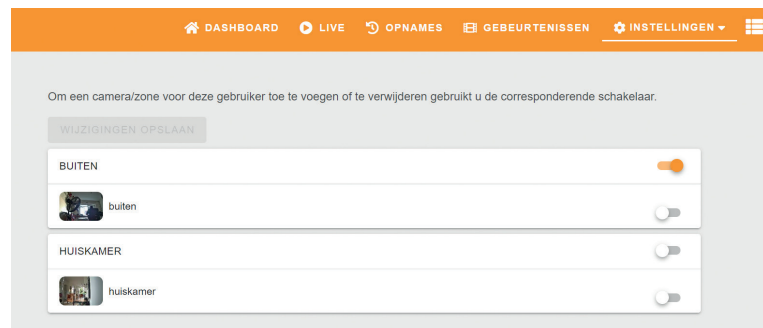 DASHBOARD LIVE OPNAMES GEBEURTENISSEN INSTELLINGEN
Om een camera/zone voor deze gebruiker toe te voegen of te verwijderen gebruikt u de corresponderende schakelaar.
WIJZIGINGEN OPSLAAN
BUITEN
buiten
HUISKAMER
huiskamer